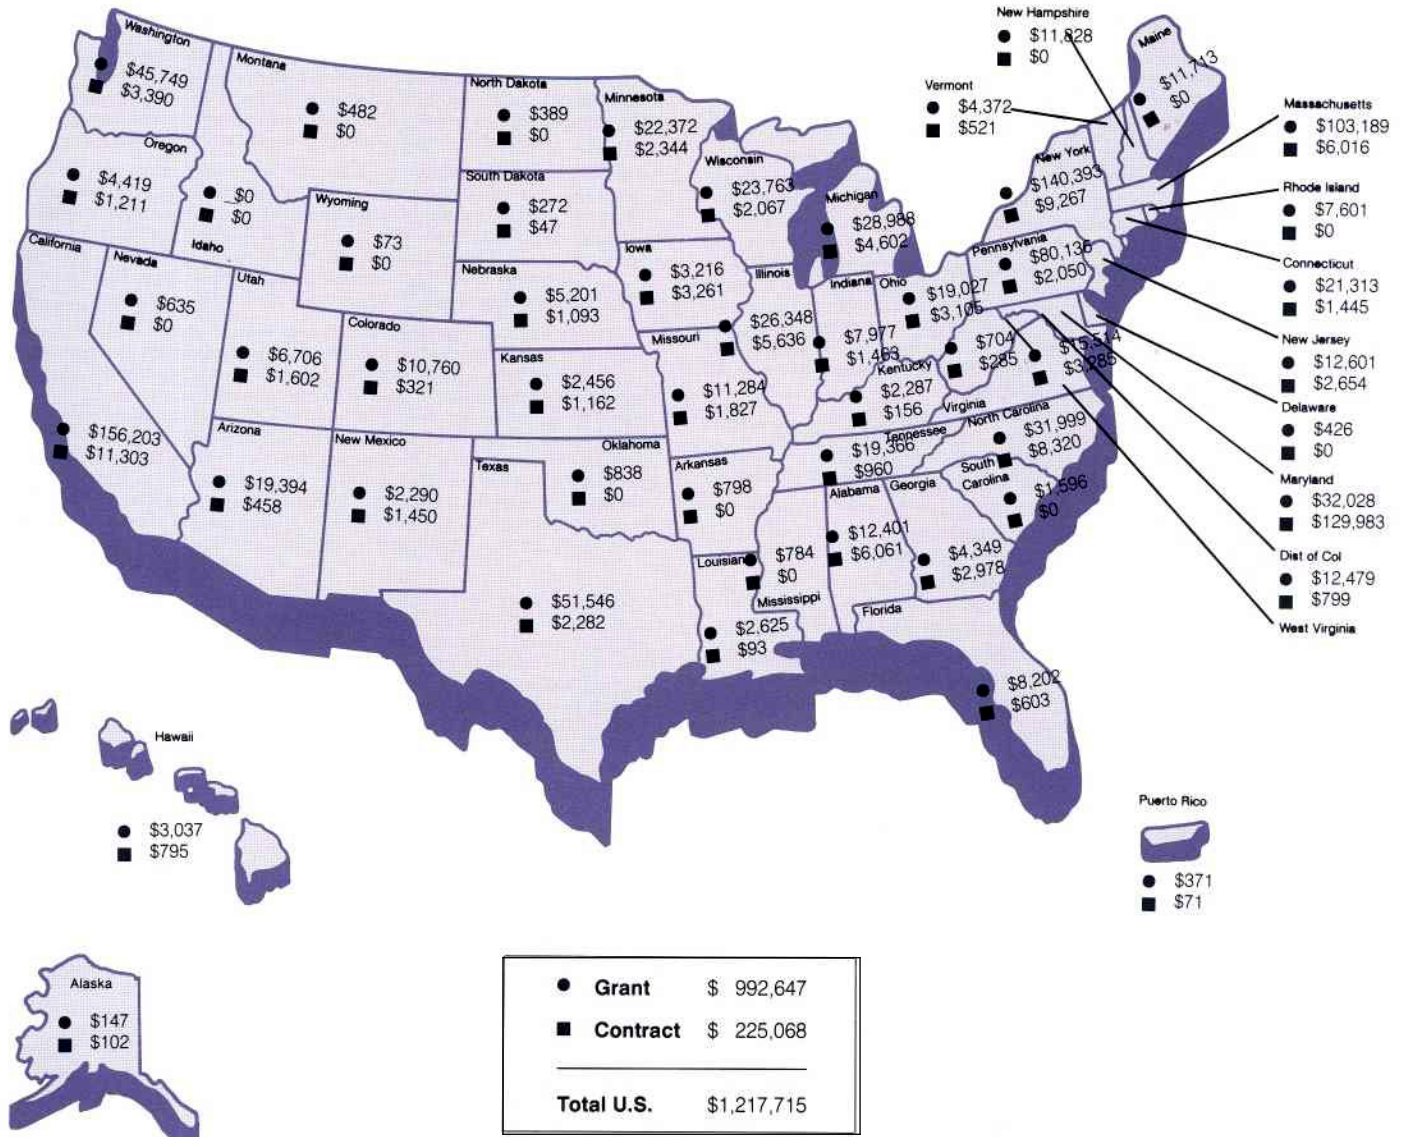 Washington
$45,749
$3,390
Montana
$482
$0
North Dakota
$389
$0
Minnesota
$22,372
$2,344
New Hampshire
$11,828
$0
Vermont
$4,372
$521
Maine
$11,713
$0
Massachusetts
$103,189
$6,016
Oregon
$4,419
$1,211
Idaho
$0
$0
Wyoming
$73
$0
South Dakota
$272
$47
Wisconsin
$23,763
$2,067
Michigan
$28,988
$4,602
New York
$140,393
$9,267
Rhode Island
$7,601
$0
Connecticut
$21,313
$1,445
California
$156,203
$11,303
Nevada
$635
$0
Utah
$6,706
$1,602
Colorado
$10,760
$321
Nebraska
$5,201
$1,093
Iowa
$3,216
$3,261
Illinois
$26,348
$5,636
Indiana
$7,977
$1,463
Ohio
$19,027
$3,105
Pennsylvania
$80,136
$2,050
New Jersey
$12,601
$2,654
Delaware
$426
$0
Maryland
$32,028
$129,983
Dist of Col
$12,479
$799
West Virginia
$704
$285
$15,514
$3,285
Virginia
Kansas
$2,456
$1,162
Missouri
$11,284
$1,827
Kentucky
$2,287
$156
Arizona
$19,394
$458
New Mexico
$2,290
$1,450
Texas
$51,546
$2,282
Oklahoma
$838
$0
Arkansas
$798
$0
Tennessee
$19,366
$960
North Carolina
$31,999
$8,320
South
Carolina
$1,596
$0
Louisiana
$2,625
$93
$784
$0
Mississippi
Alabama
$12,401
$6,061
Georgia
$4,349
$2,978
Florida
$8,202
$603
Hawaii
$3,037
$795
Puerto Rico
$371
$71
Alaska
$147
$102
Grant $ 992,647
Contract $ 225,068
Total U.S. $1,217,715